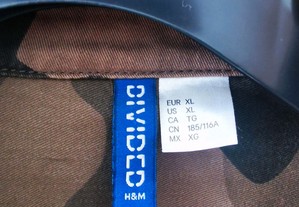 DIVIDED
H&M
EUR XL
US XL
CA TG
CN 185/116A
MX XG